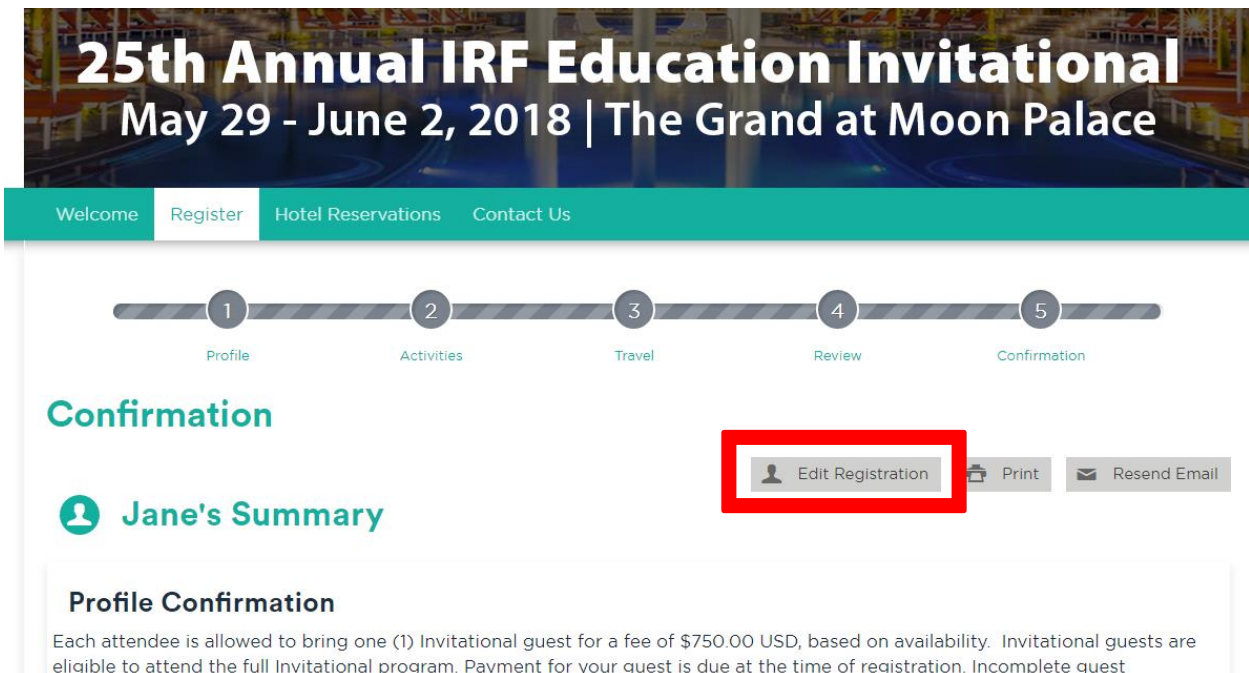 25th Annual IRF Education Invitational
May 29 - June 2, 2018 | The Grand at Moon Palace
Welcome Register Hotel Reservations Contact Us
1 2 3 4 5
Profile Activities Travel Review Confirmation
Confirmation
Edit Registration Print Resend Email
Jane's Summary
Profile Confirmation
Each attendee is allowed to bring one (1) Invitational guest for a fee of $750.00 USD, based on availability. Invitational guests are
eligible to attend the full Invitational program. Payment for your guest is due at the time of registration. Incomplete guest